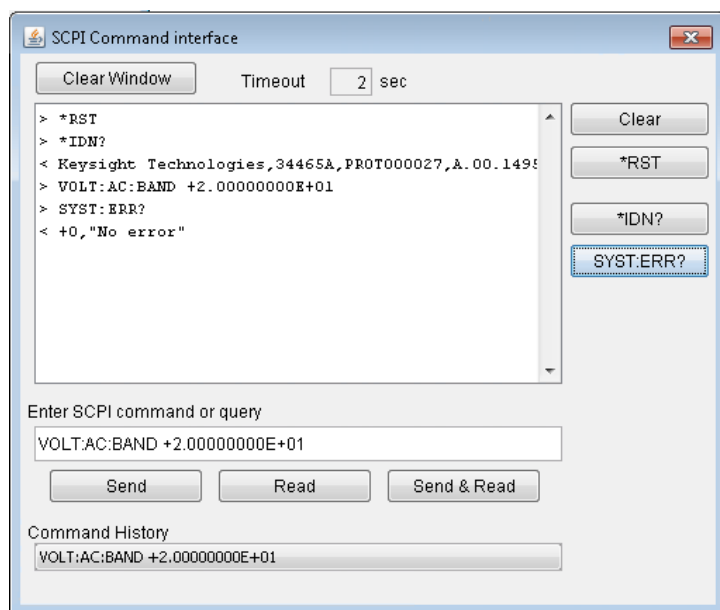 SCPI Command interface
Clear Window
Timeout 2 sec
> *RST
> *IDN?
< Keysight Technologies,34465A,PROT000027,A.00.1495
> VOLT:AC:BAND +2.00000000E+01
> SYST:ERR?
< +0,"No error"
Clear
*RST
*IDN?
SYST:ERR?
Enter SCPI command or query
VOLT:AC:BAND +2.00000000E+01
Send Read Send & Read
Command History
VOLT:AC:BAND +2.00000000E+01